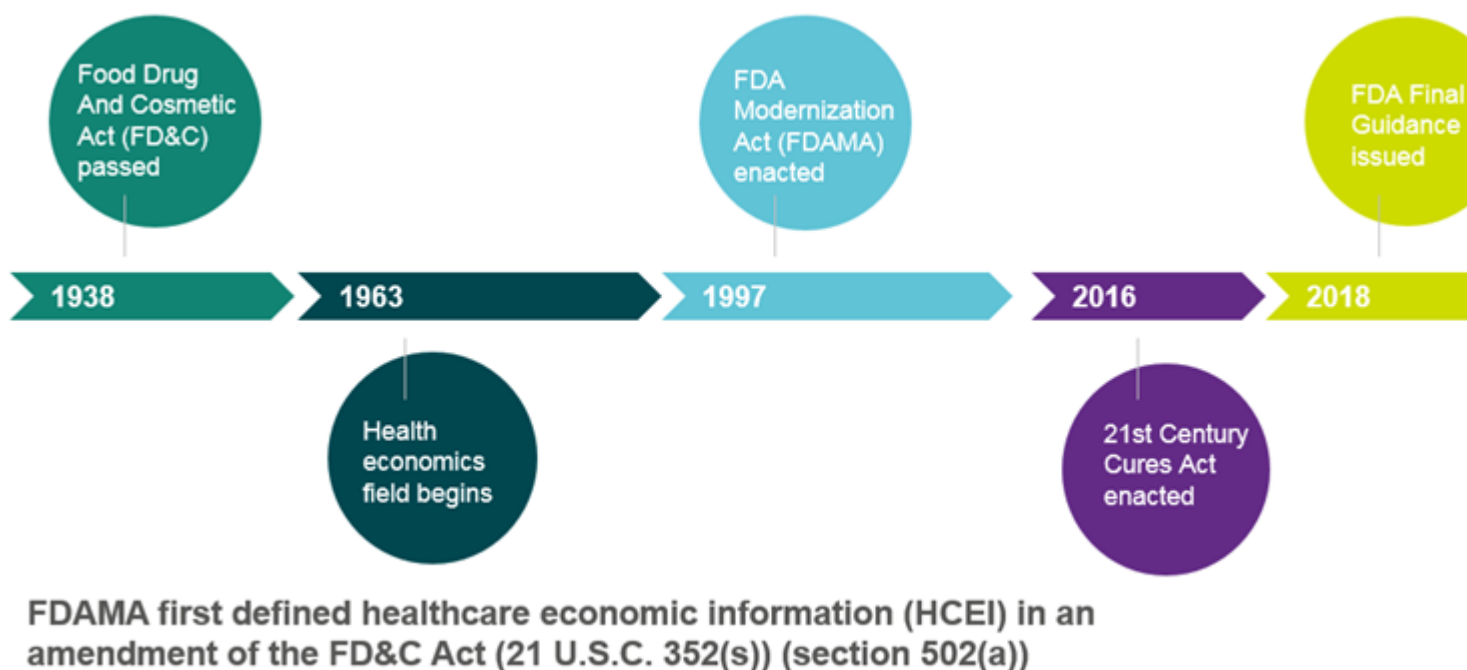 Food Drug
And Cosmetic
Act (FD&C)
passed
FDA
Modernization
Act (FDAMA)
enacted
FDA Final
Guidance
issued
1938
1963
1997
2016
2018
Health
economics
field begins
21st Century
Cures Act
enacted
FDAMA first defined healthcare economic information (HCEI) in an
amendment of the FD&C Act (21 U.S.C. 352(s)) (section 502(a))